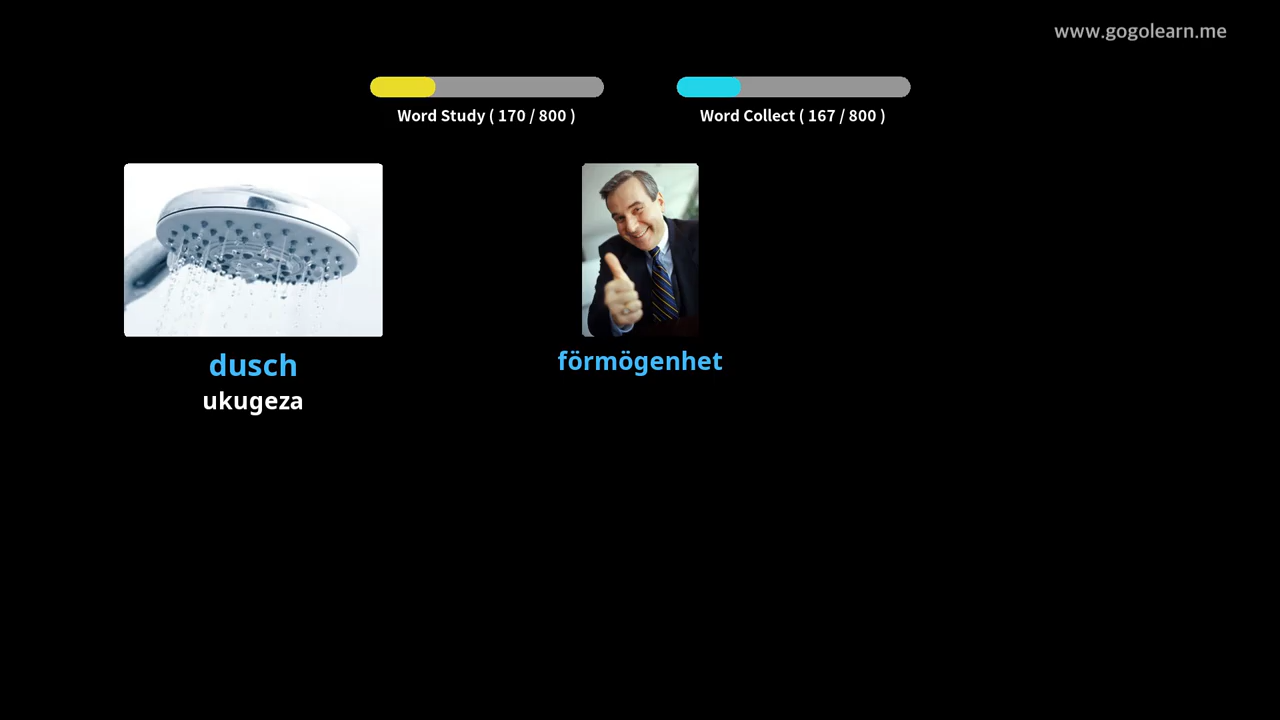 www.gogolearn.me
Word Study ( 170 / 800 )
Word Collect ( 167 / 800 )
dusch
ukugeza
förmögenhet